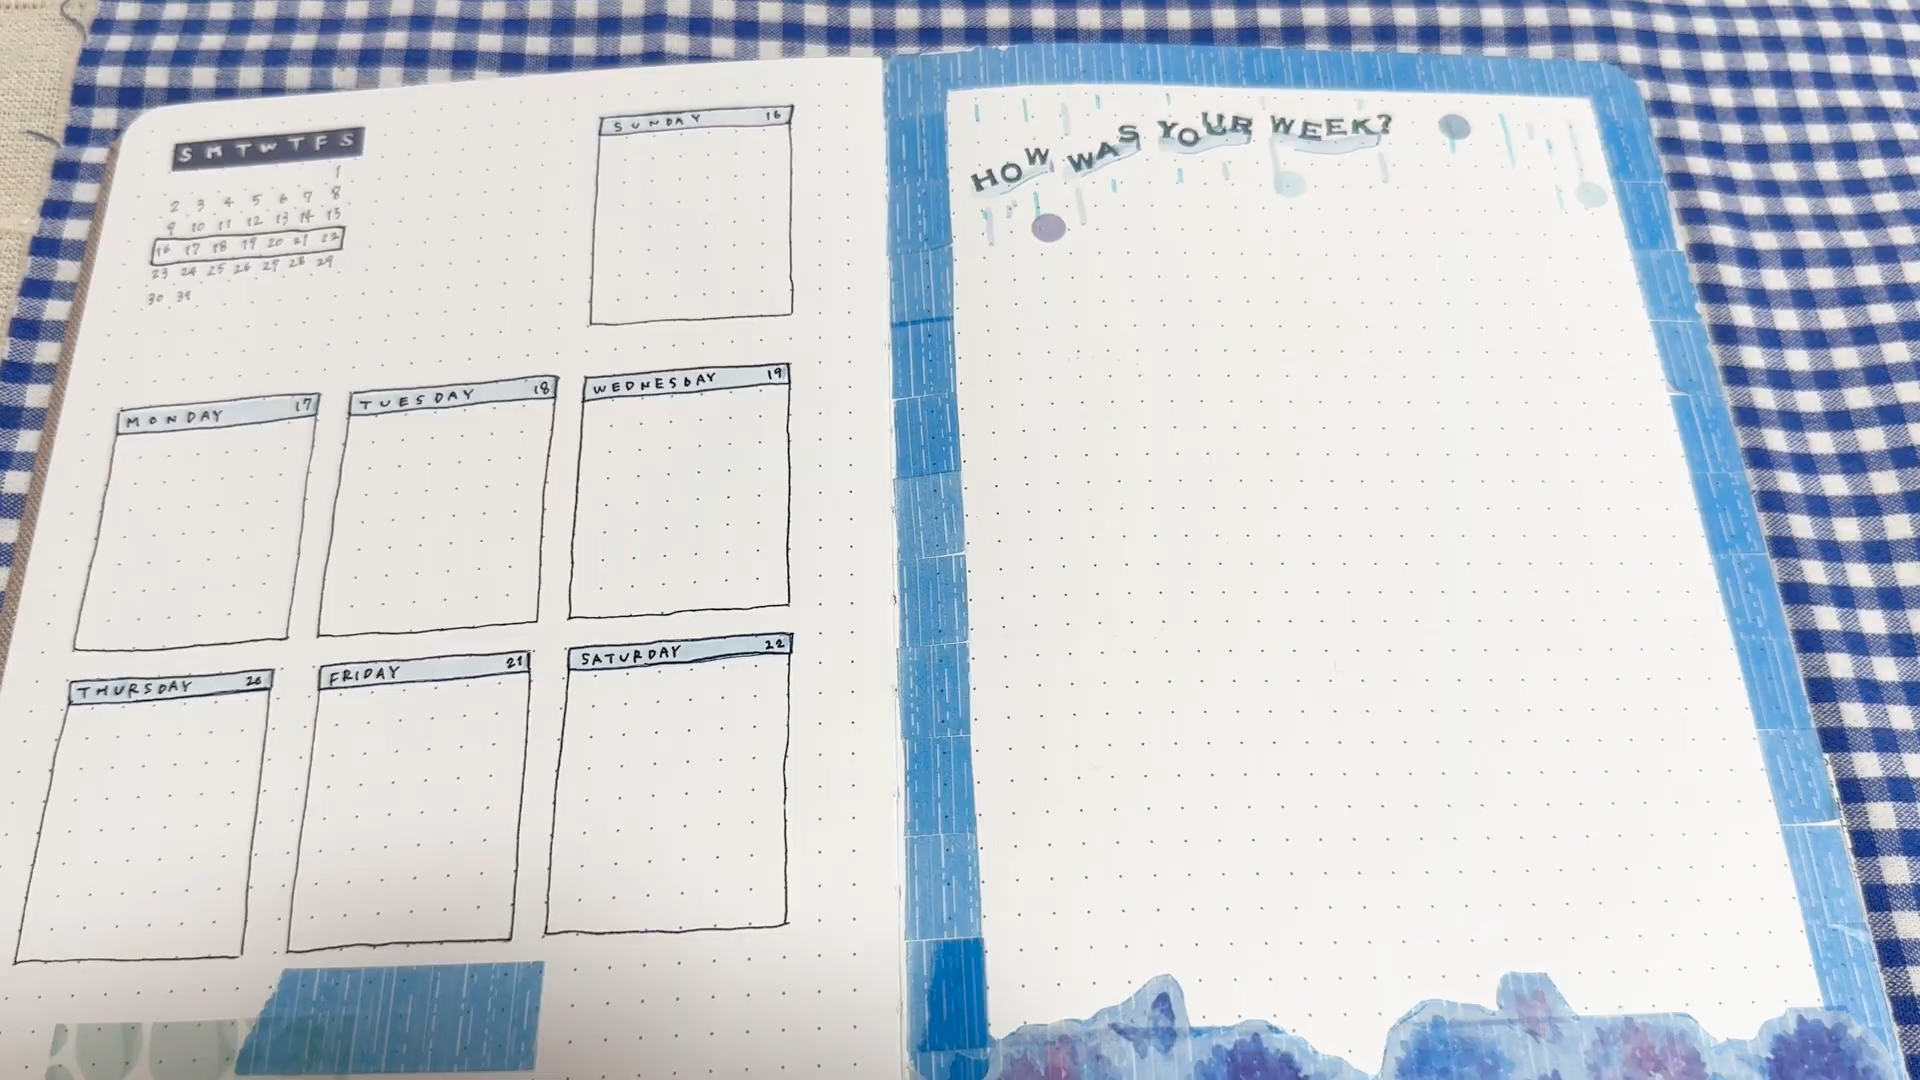 S M T W T F S
1
2 3 4 5 6 7 8
9 10 11 12 13 14 15
16 17 18 19 20 21 22
23 24 25 26 27 28 29
30 31
SUNDAY 16
MONDAY 17
TUESDAY 18
WEDNESDAY 19
THURSDAY 20
FRIDAY 21
SATURDAY 22
HOW WAS YOUR WEEK?